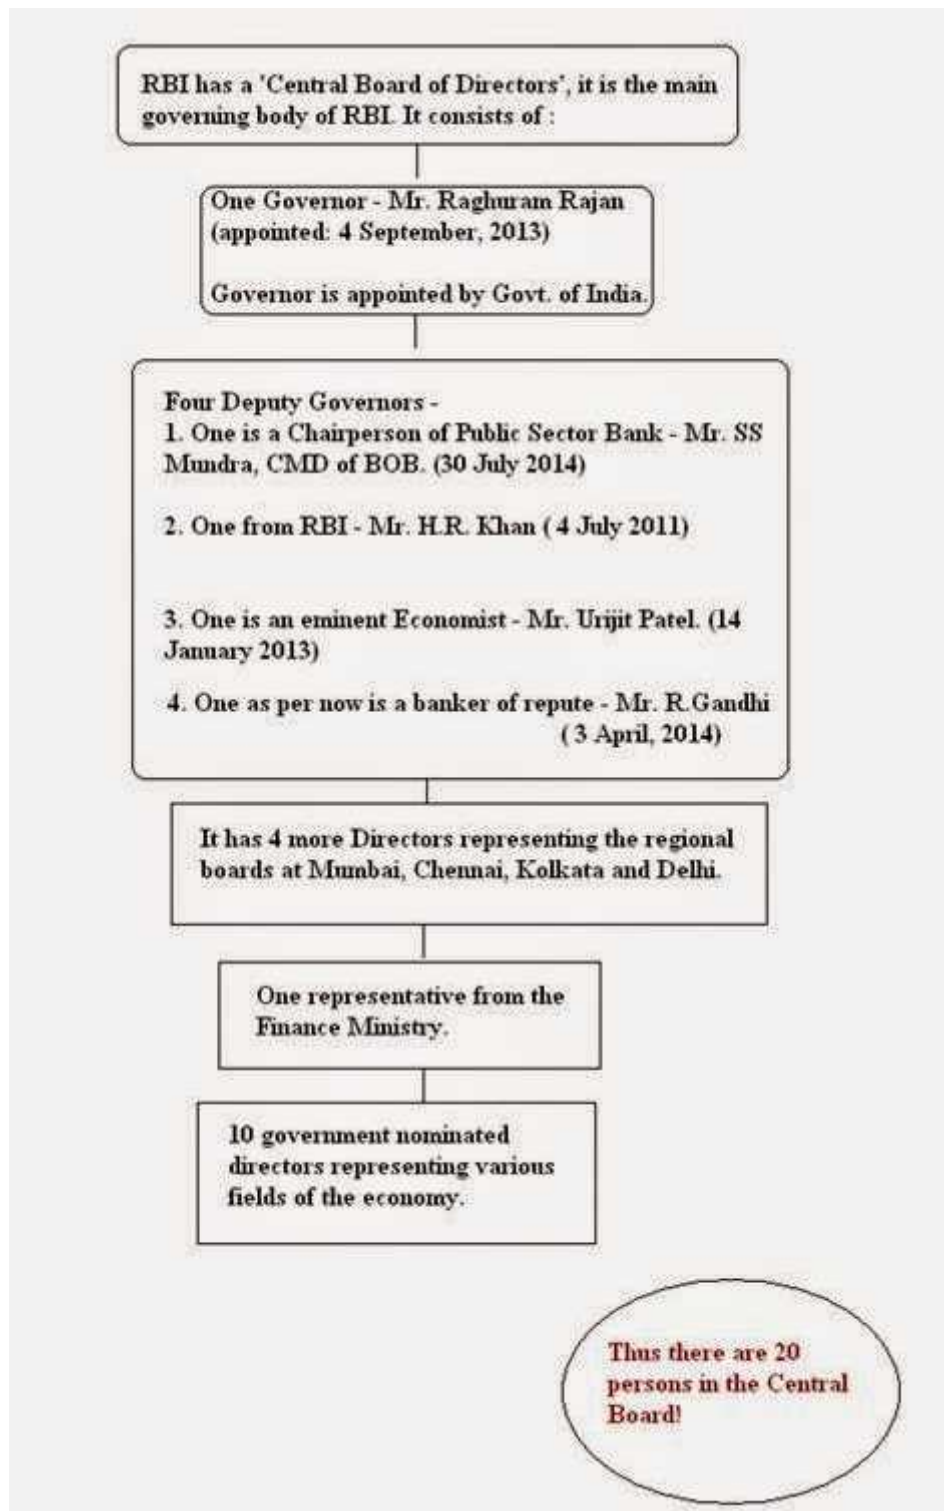 RBI has a 'Central Board of Directors', it is the main
governing body of RBI. It consists of :
One Governor - Mr. Raghuram Rajan
(appointed: 4 September, 2013)
Governor is appointed by Govt. of India.
Four Deputy Governors -
1. One is a Chairperson of Public Sector Bank - Mr. SS
Mundra, CMD of BOB. (30 July 2014)
2. One from RBI - Mr. H.R. Khan ( 4 July 2011)
3. One is an eminent Economist - Mr. Urijit Patel. (14
January 2013)
4. One as per now is a banker of repute - Mr. R.Gandhi
( 3 April, 2014)
It has 4 more Directors representing the regional
boards at Mumbai, Chennai, Kolkata and Delhi.
One representative from the
Finance Ministry.
10 government nominated
directors representing various
fields of the economy.
Thus there are 20
persons in the Central
Board!